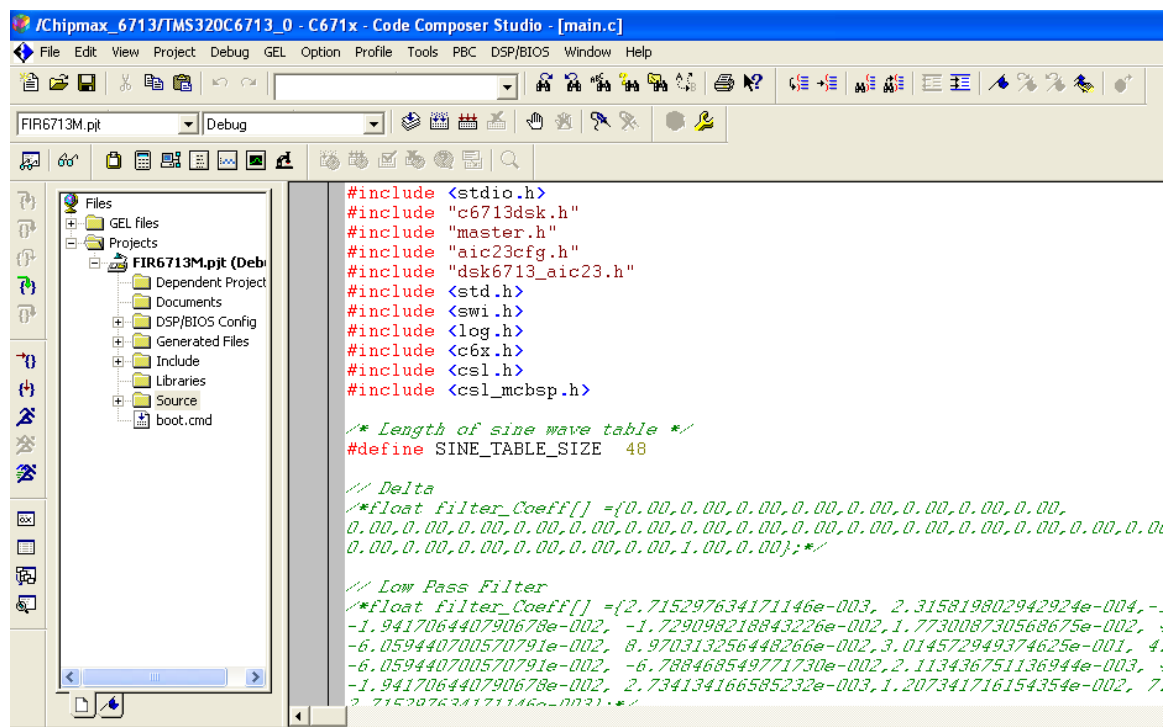 /Chipmax_6713/TMS320C6713_0 - C671x - Code Composer Studio - [main.c]
File Edit View Project Debug GEL Option Profile Tools PBC DSP/BIOS Window Help
FIR6713M.pjt Debug
Files
GEL files
Projects
FIR6713M.pjt (Deb
Dependent Project
Documents
DSP/BIOS Config
Generated Files
Include
Libraries
Source
boot.cmd
#include <stdio.h>
#include "c6713dsk.h"
#include "master.h"
#include "aic23cfg.h"
#include "dsk6713_aic23.h"
#include <std.h>
#include <swi.h>
#include <log.h>
#include <c6x.h>
#include <csl.h>
#include <csl_mcbsp.h>
/* Length of sine wave table */
#define SINE_TABLE_SIZE 48
// Delta
/*float filter_Coeff[] ={0.00,0.00,0.00,0.00,0.00,0.00,0.00,0.00,
0.00,0.00,0.00,0.00,0.00,0.00,0.00,0.00,0.00,0.00,0.00,0.00,0.00,0.00,0.00,0.00,0.0
0.00,0.00,0.00,0.00,0.00,0.00,1.00,0.00};*/
// Low Pass Filter
/*float filter_Coeff[] ={2.715297634171146e-003, 2.315819802942924e-004,-
-1.941706440790678e-002, -1.729098218843226e-002,1.773008730568675e-002,
-6.059440700570791e-002, 8.970313256448266e-002,3.014572949374625e-001, 4.
-6.059440700570791e-002, -6.788468549771730e-002,2.113436751136944e-003,
-1.941706440790678e-002, 2.734134166585232e-003,1.207341716154354e-002, 7.
2.715297634171146e-003};*/